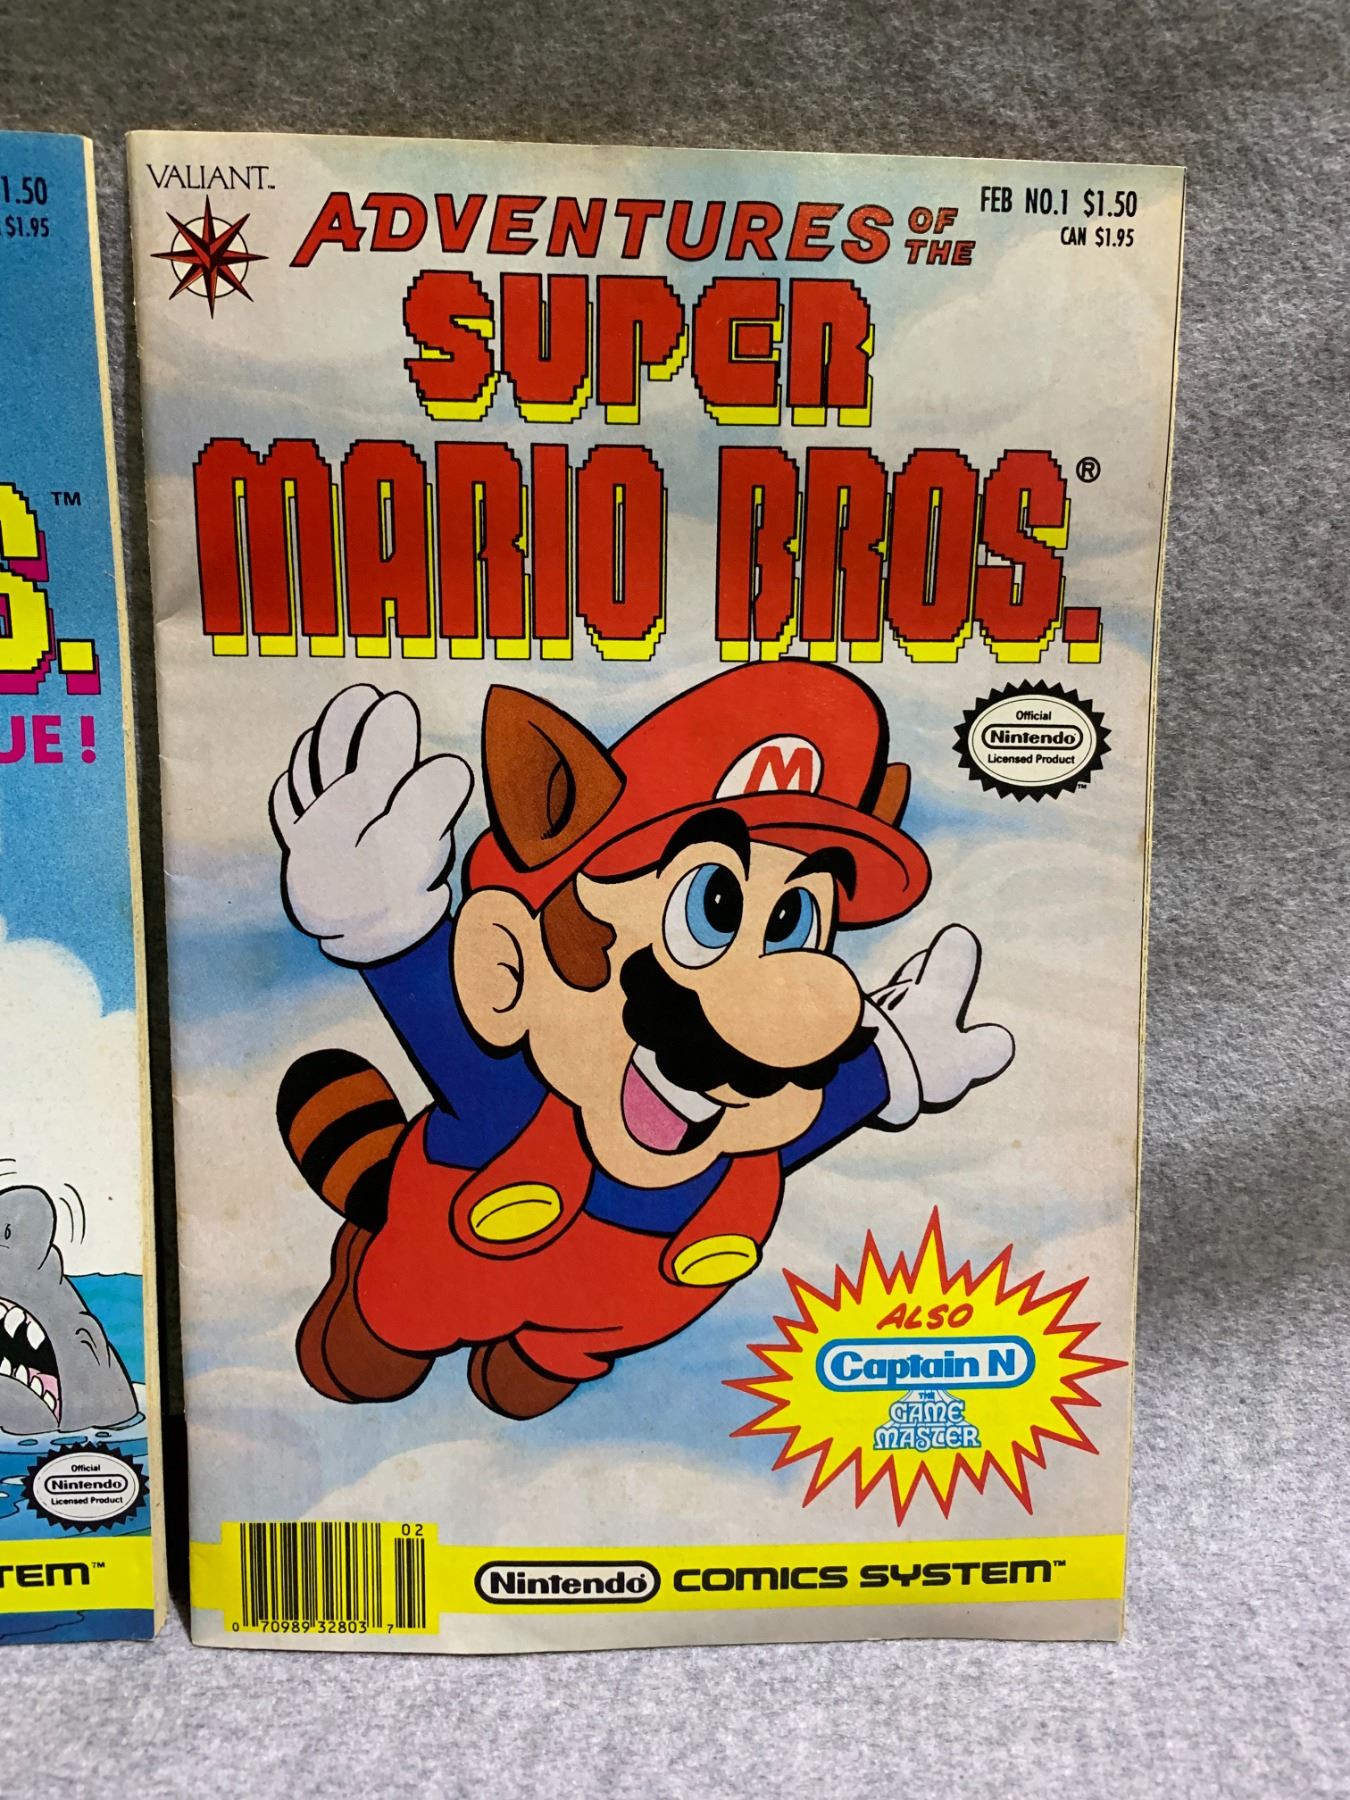 1.50
$1.95
TM
S.
UE!
Official
Nintendo
Licensed Product
TEM™
VALIANT™
ADVENTURES OF THE
FEB NO.1 $1.50
CAN $1.95
SUPER
MARIO BROS.®
M
Official
Nintendo®
Licensed Product
TM
ALSO
Captain N
THE
GAME
MASTER
02
0 70989 32803 7
Nintendo® COMICS SYSTEM™